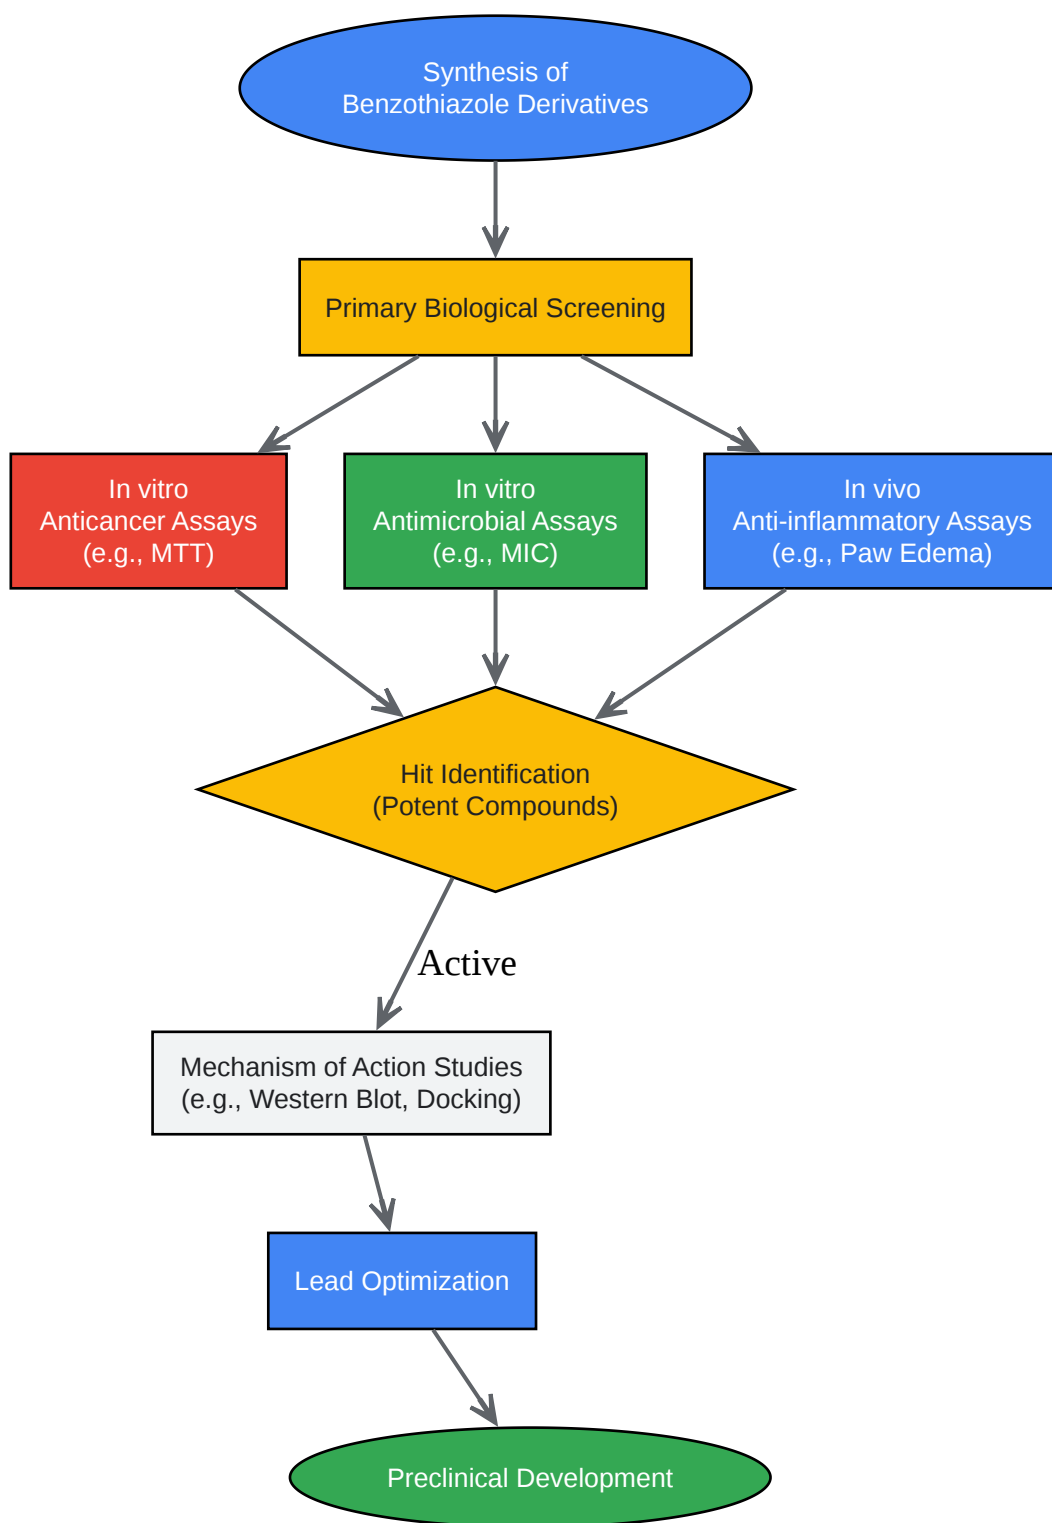 Synthesis of
Benzothiazole Derivatives
Primary Biological Screening
In vitro
Anticancer Assays
(e.g., MTT)
In vitro
Antimicrobial Assays
(e.g., MIC)
In vivo
Anti-inflammatory Assays
(e.g., Paw Edema)
Hit Identification
(Potent Compounds)
Active
Mechanism of Action Studies
(e.g., Western Blot, Docking)
Lead Optimization
Preclinical Development